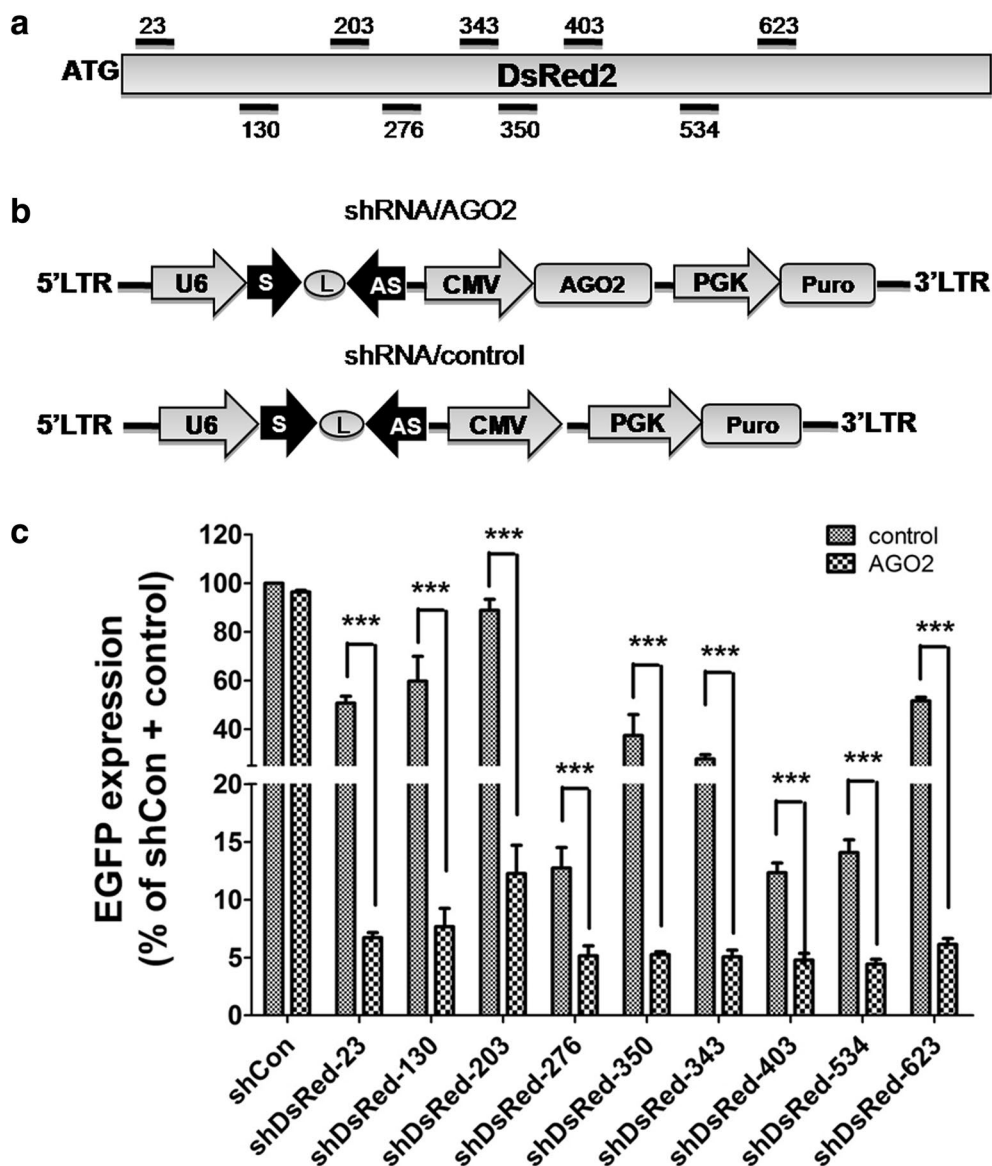 a
23 203 343 403 623
ATG DsRed2
130 276 350 534
b
shRNA/AGO2
5'LTR U6 S L AS CMV AGO2 PGK Puro 3'LTR
shRNA/control
5'LTR U6 S L AS CMV PGK Puro 3'LTR
c
EGFP expression
(% of shCon + control)
120
100
80
60
40
20
15
10
5
0
control
AGO2
***
***
***
***
***
***
***
***
***
shCon
shDsRed-23
shDsRed-130
shDsRed-203
shDsRed-276
shDsRed-350
shDsRed-343
shDsRed-403
shDsRed-534
shDsRed-623